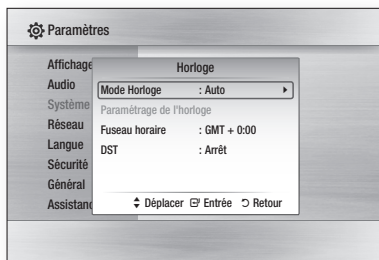 Paramètres
Affichage
Audio
Système
Réseau
Langue
Sécurité
Général
Horloge
Mode Horloge : Auto
Paramétrage de l'horloge
Fuseau horaire : GMT + 0:00
DST : Arrêt
Déplacer Entrée Retour